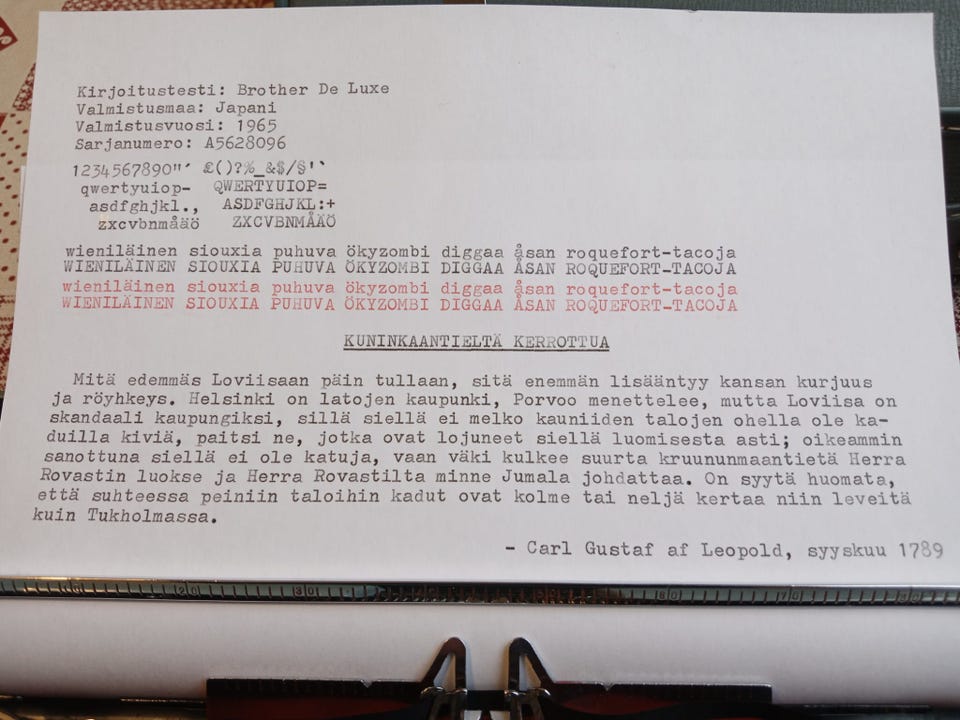 Kirjoitustesti: Brother De Luxe
Valmistusmaa: Japani
Valmistusvuosi: 1965
Sarjanumero: A5628096
1234567890"´ £()?%_&$/§'`
qwertyuiop- QWERTYUIOP=
asdfghjkl., ASDFGHJKL:+
zxcvbnmåäö ZXCVBNMÅÄÖ
wieniläinen siouxia puhuva ökyzombi diggaa åsan roquefort-tacoja
WIENILÄINEN SIOUXIA PUHUVA ÖKYZOMBI DIGGAA ÅSAN ROQUEFORT-TACOJA
wieniläinen siouxia puhuva ökyzombi diggaa åsan roquefort-tacoja
WIENILÄINEN SIOUXIA PUHUVA ÖKYZOMBI DIGGAA ÅSAN ROQUEFORT-TACOJA
KUNINKAANTIELTÄ KERROTTUA
Mitä edemmäs Loviisaan päin tullaan, sitä enemmän lisääntyy kansan kurjuus
ja röyhkeys. Helsinki on latojen kaupunki, Porvoo menettelee, mutta Loviisa on
skandaali kaupungiksi, sillä siellä ei melko kauniiden talojen ohella ole ka-
duilla kiviä, paitsi ne, jotka ovat lojuneet siellä luomisesta asti; oikeammin
sanottuna siellä ei ole katuja, vaan väki kulkee suurta kruununmaantietä Herra
Rovastin luokse ja Herra Rovastilta minne Jumala johdattaa. On syytä huomata,
että suhteessa peiniin taloihin kadut ovat kolme tai neljä kertaa niin leveitä
kuin Tukholmassa.
- Carl Gustaf af Leopold, syyskuu 1789
20 30 80 90